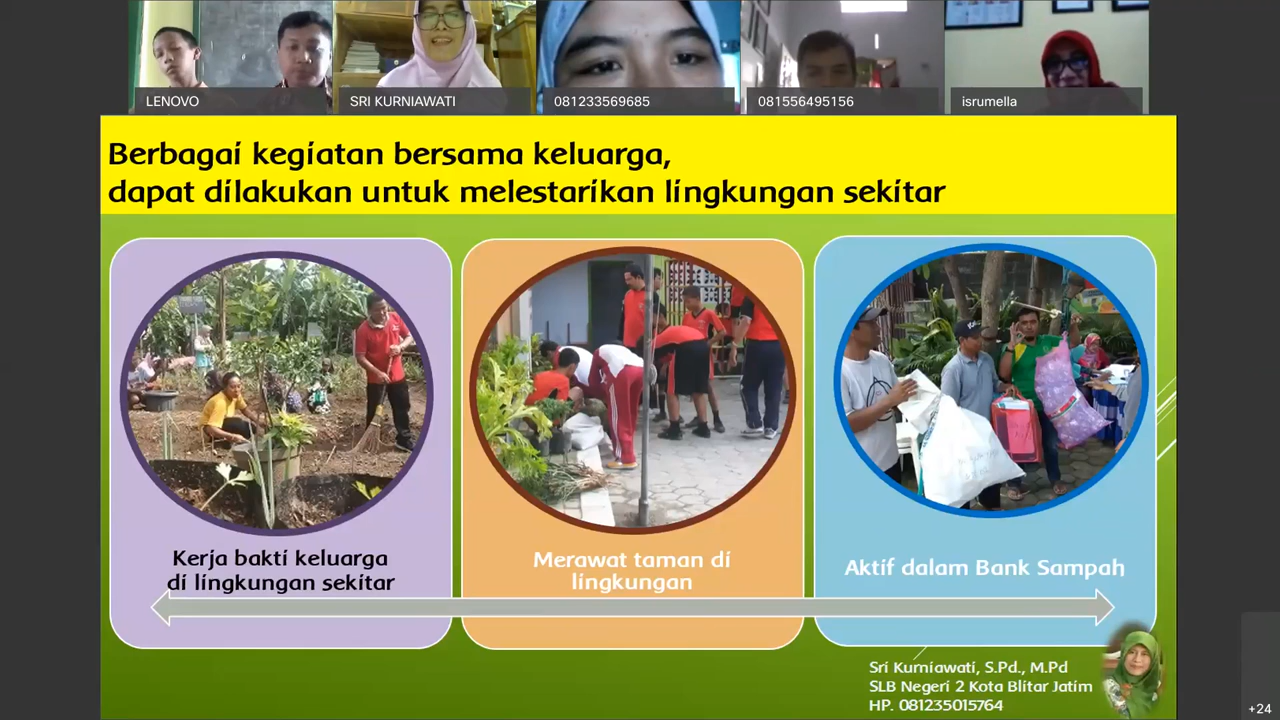 LENOVO
SRI KURNIAWATI
081233569685
081556495156
isrumella
Berbagai kegiatan bersama keluarga,
dapat dilakukan untuk melestarikan lingkungan sekitar
Kerja bakti keluarga
di lingkungan sekitar
Merawat taman di
lingkungan
Aktif dalam Bank Sampah
Sri Kurniawati, S.Pd., M.Pd
SLB Negeri 2 Kota Blitar Jatim
HP. 081235015764
+24